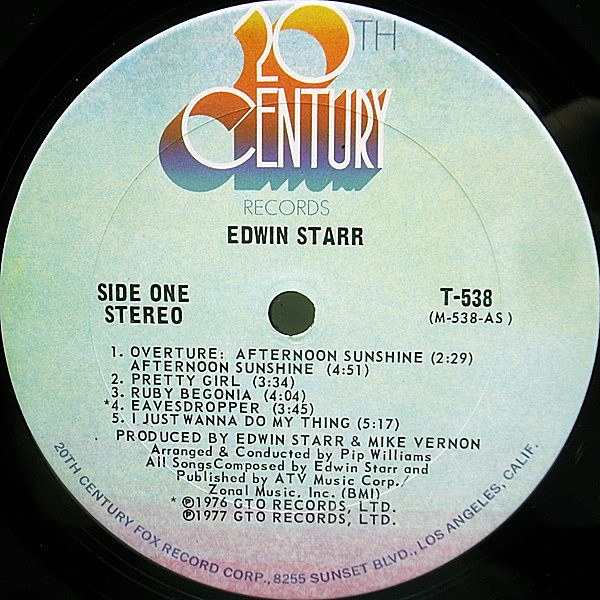 20TH
CENTURY
RECORDS
EDWIN STARR
SIDE ONE
STEREO
T-538
(M-538-AS)
1. OVERTURE: AFTERNOON SUNSHINE (2:29)
AFTERNOON SUNSHINE (4:51)
2. PRETTY GIRL (3:34)
3. RUBY BEGONIA (4:04)
*4. EAVESDROPPER (3:45)
5. I JUST WANNA DO MY THING (5:17)
PRODUCED BY EDWIN STARR & MIKE VERNON
Arranged & Conducted by Pip Williams
All SongsComposed by Edwin Starr and
Published by ATV Music Corp./
Zonal Music, Inc. (BMI)
* ℗1976 GTO RECORDS, LTD.
℗1977 GTO RECORDS, LTD.
20TH CENTURY FOX RECORD CORP., 8255 SUNSET BLVD., LOS ANGELES, CALIF.